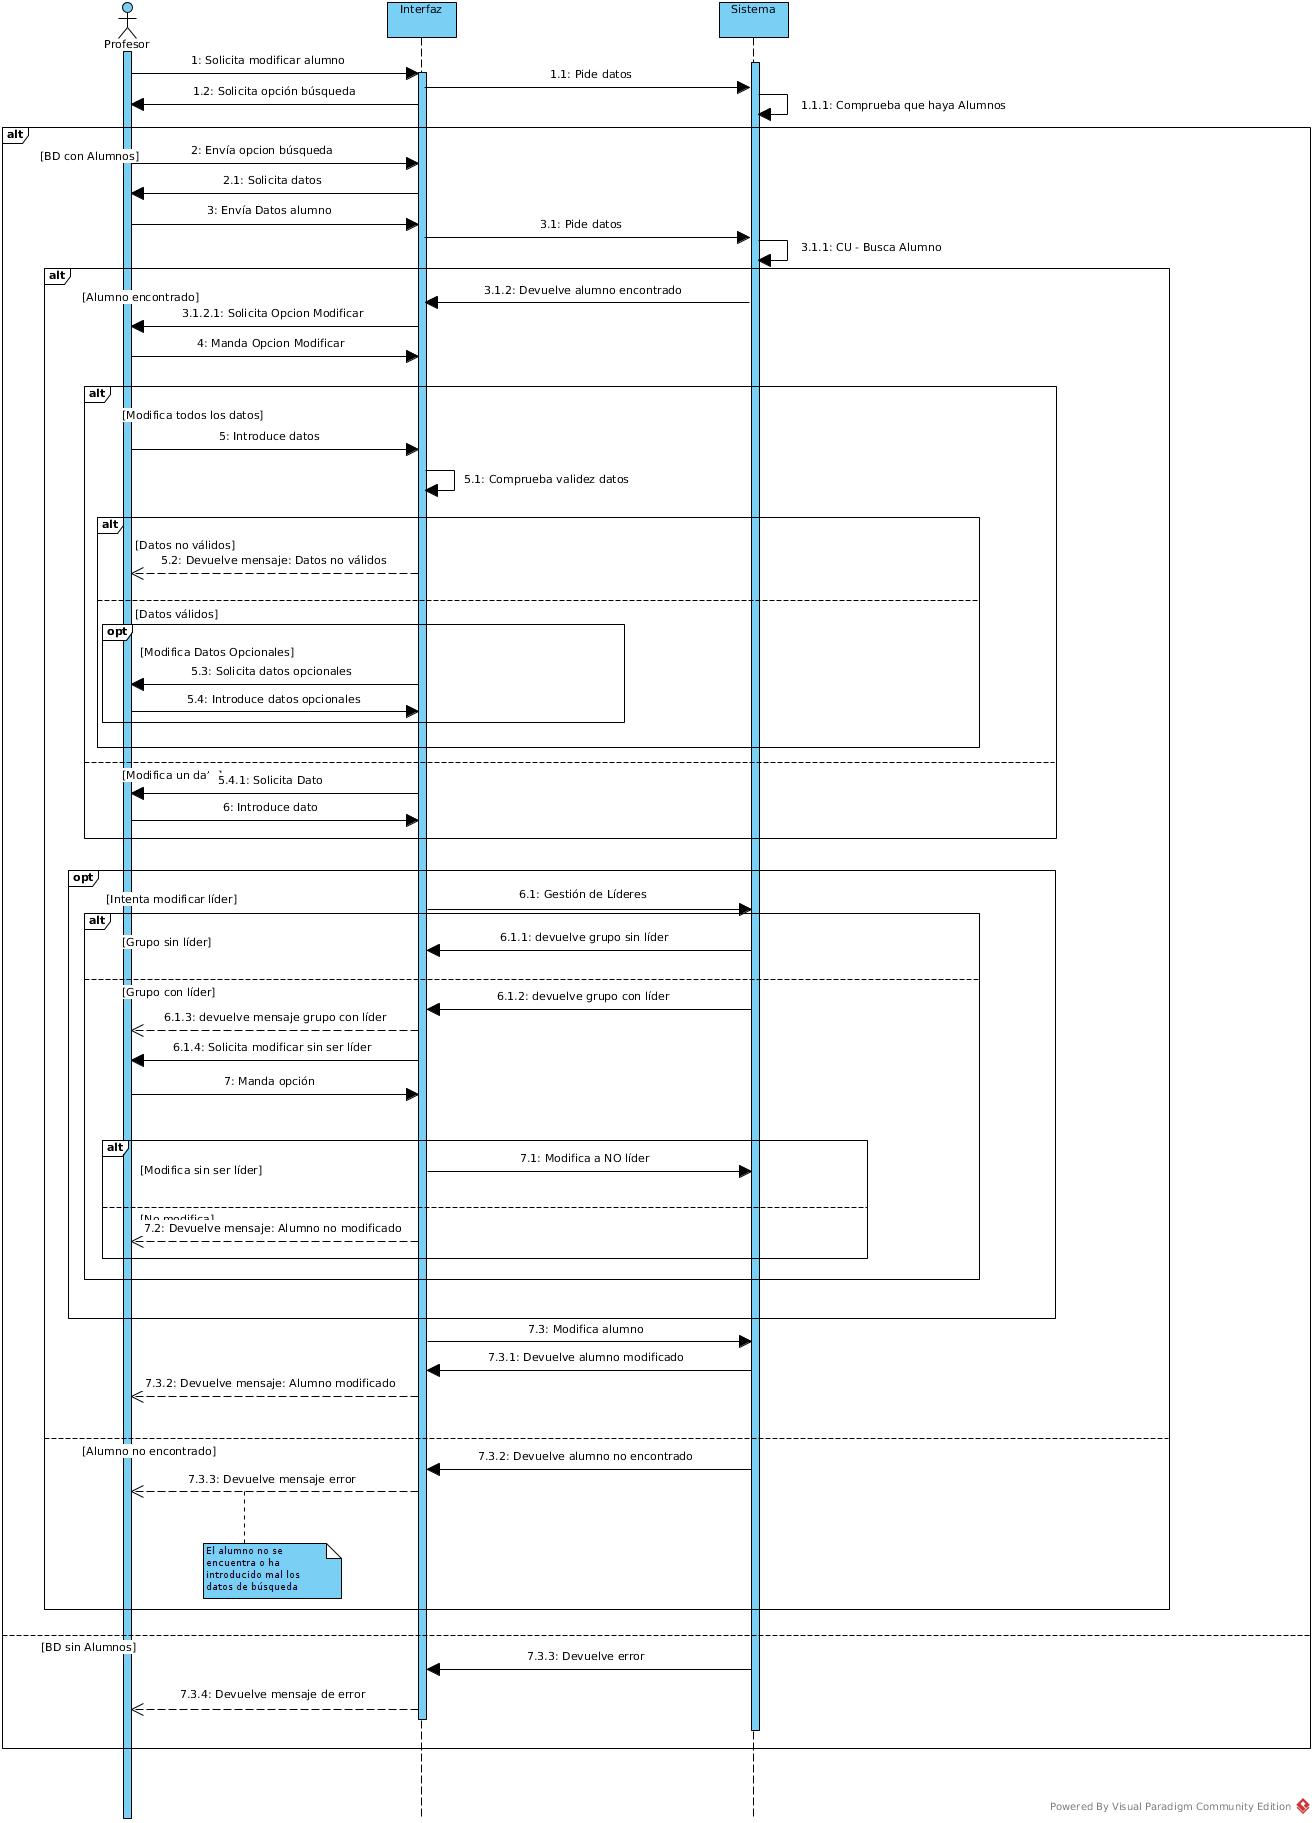 Profesor
Interfaz
Sistema
1: Solicita modificar alumno
1.1: Pide datos
1.2: Solicita opción búsqueda
1.1.1: Comprueba que haya Alumnos
alt
[BD con Alumnos]
2: Envía opcion búsqueda
2.1: Solicita datos
3: Envía Datos alumno
3.1: Pide datos
3.1.1: CU - Busca Alumno
alt
[Alumno encontrado]
3.1.2: Devuelve alumno encontrado
3.1.2.1: Solicita Opcion Modificar
4: Manda Opcion Modificar
alt
[Modifica todos los datos]
5: Introduce datos
5.1: Comprueba validez datos
alt
[Datos no válidos]
5.2: Devuelve mensaje: Datos no válidos
[Datos válidos]
opt
[Modifica Datos Opcionales]
5.3: Solicita datos opcionales
5.4: Introduce datos opcionales
[Modifica un
5.4.1: Solicita Dato
6: Introduce dato
opt
[Intenta modificar líder]
6.1: Gestión de Líderes
alt
[Grupo sin líder]
6.1.1: devuelve grupo sin líder
[Grupo con líder]
6.1.2: devuelve grupo con líder
6.1.3: devuelve mensaje grupo con líder
6.1.4: Solicita modificar sin ser líder
7: Manda opción
alt
[Modifica sin ser líder]
7.1: Modifica a NO líder
[No modifica]
7.2: Devuelve mensaje: Alumno no modificado
7.3: Modifica alumno
7.3.1: Devuelve alumno modificado
7.3.2: Devuelve mensaje: Alumno modificado
[Alumno no encontrado]
7.3.2: Devuelve alumno no encontrado
7.3.3: Devuelve mensaje error
El alumno no se
encuentra o ha
introducido mal los
datos de búsqueda
[BD sin Alumnos]
7.3.3: Devuelve error
7.3.4: Devuelve mensaje de error
Powered By Visual Paradigm Community Edition